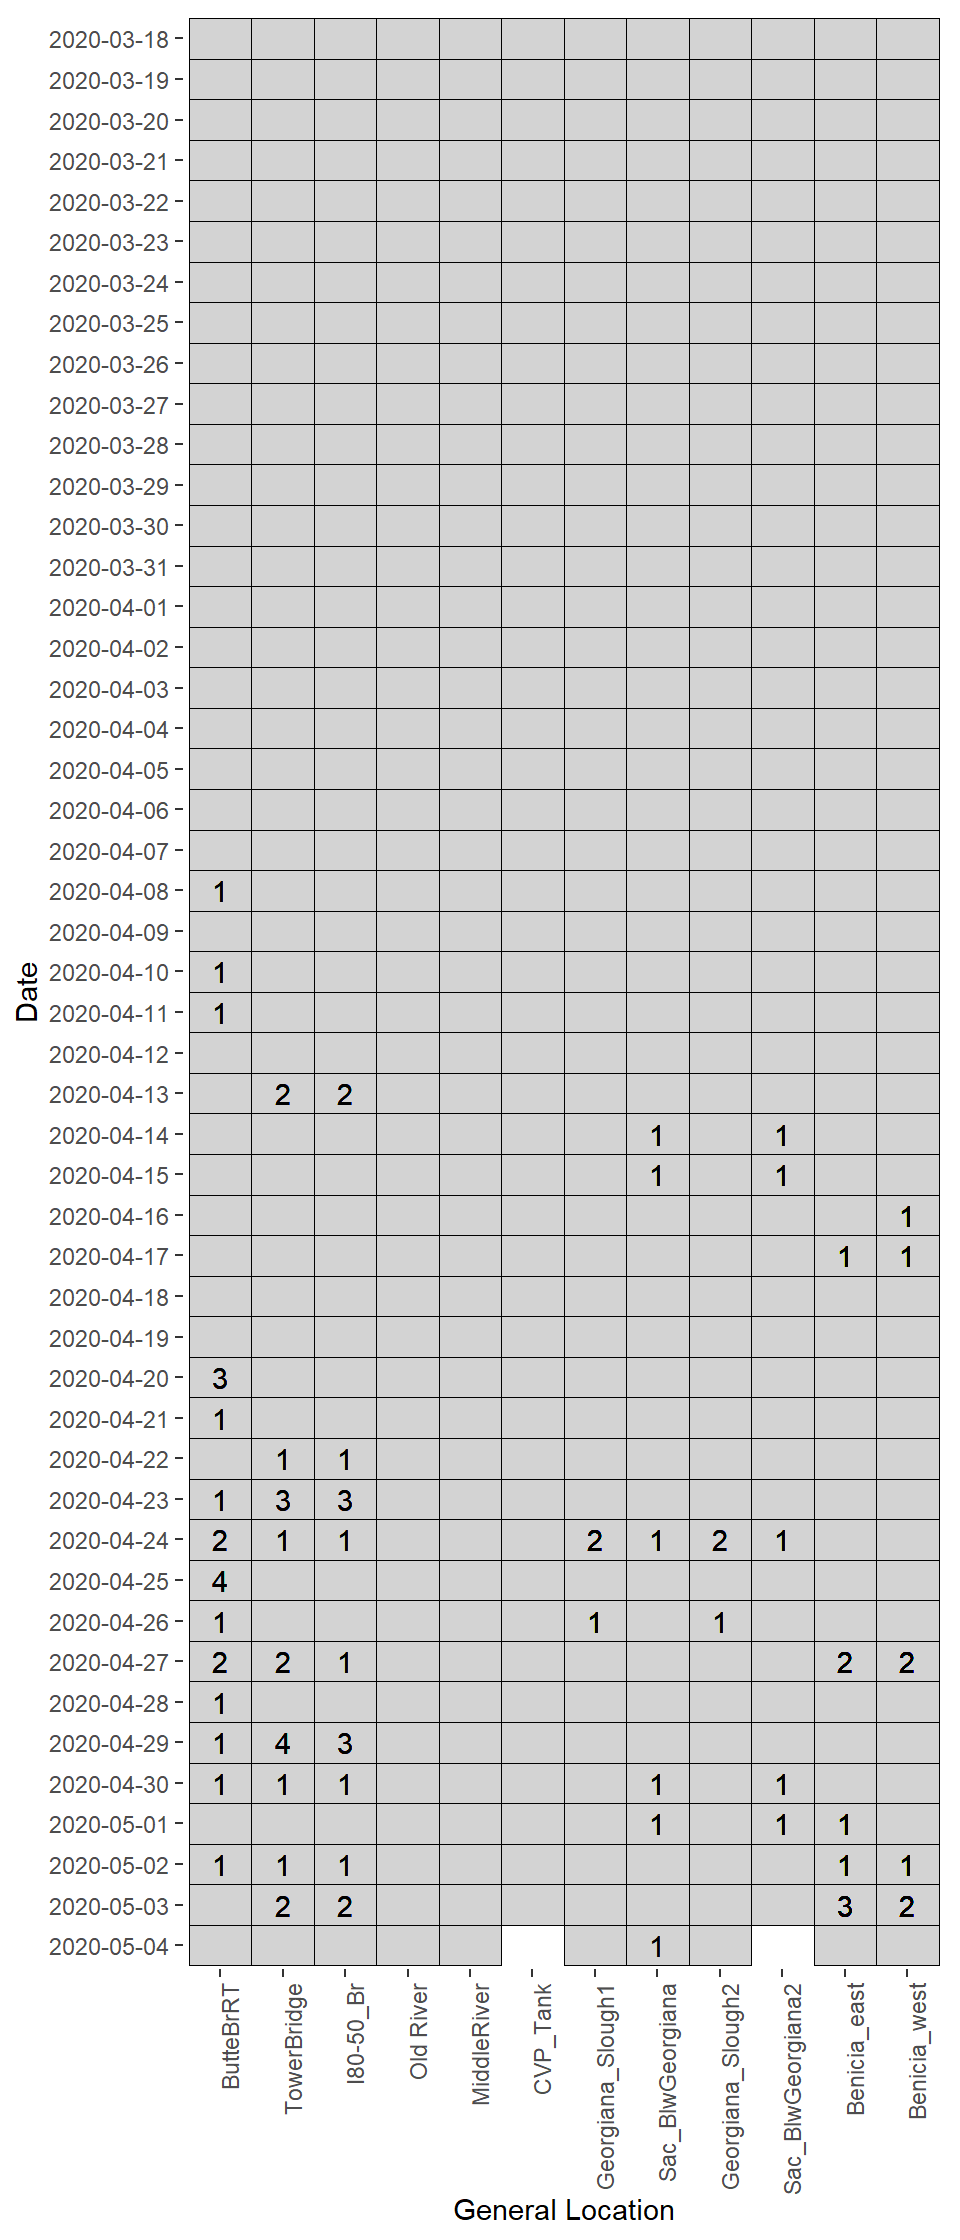 2020-03-18
2020-03-19
2020-03-20
2020-03-21
2020-03-22
2020-03-23
2020-03-24
2020-03-25
2020-03-26
2020-03-27
2020-03-28
2020-03-29
2020-03-30
2020-03-31
2020-04-01
2020-04-02
2020-04-03
2020-04-04
2020-04-05
2020-04-06
2020-04-07
2020-04-08 1
2020-04-09
2020-04-10 1
2020-04-11 1
2020-04-12
2020-04-13 2 2
2020-04-14 1 1
2020-04-15 1 1
2020-04-16 1
2020-04-17 1 1
2020-04-18
2020-04-19
2020-04-20 3
2020-04-21 1
2020-04-22 1 1
2020-04-23 1 3 3
2020-04-24 2 1 1 2 1 2 1
2020-04-25 4
2020-04-26 1 1 1
2020-04-27 2 2 1 2 2
2020-04-28 1
2020-04-29 1 4 3
2020-04-30 1 1 1 1 1
2020-05-01 1 1 1
2020-05-02 1 1 1 1 1
2020-05-03 2 2 3 2
2020-05-04 1
Date
ButteBrRT
TowerBridge
I80-50_Br
Old River
MiddleRiver
CVP_Tank
Georgiana_Slough1
Sac_BlwGeorgiana
Georgiana_Slough2
Sac_BlwGeorgiana2
Benicia_east
Benicia_west
General Location